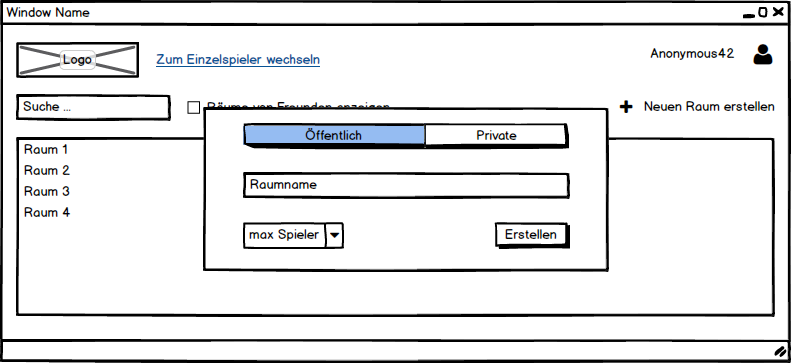 Window Name
Logo
Zum Einzelspieler wechseln
Anonymous42
Suche ...
Räume von Freunden anzeigen
Neuen Raum erstellen
Öffentlich
Private
Raum 1
Raum 2
Raum 3
Raum 4
Raumname
max Spieler
Erstellen